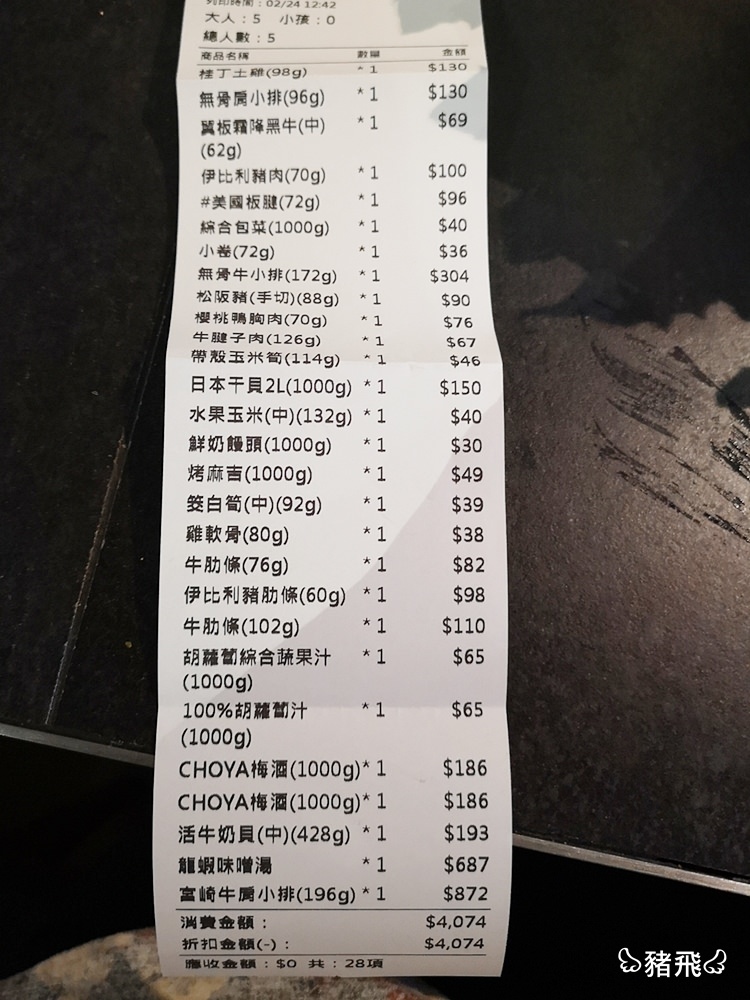 列印時間：02/24 12:42
大人：5 小孩：0
總人數：5
商品名稱 數量 金額
桂丁土雞(98g) *1 $130
無骨肩小排(96g) *1 $130
翼板霜降黑牛(中) *1 $69
(62g)
伊比利豬肉(70g) *1 $100
#美國板腱(72g) *1 $96
綜合包菜(1000g) *1 $40
小卷(72g) *1 $36
無骨牛小排(172g) *1 $304
松阪豬(手切)(88g) *1 $90
櫻桃鴨胸肉(70g) *1 $76
牛腱子肉(126g) *1 $67
帶殼玉米筍(114g) *1 $46
日本干貝2L(1000g) *1 $150
水果玉米(中)(132g) *1 $40
鮮奶饅頭(1000g) *1 $30
烤麻吉(1000g) *1 $49
筊白筍(中)(92g) *1 $39
雞軟骨(80g) *1 $38
牛肋條(76g) *1 $82
伊比利豬肋條(60g) *1 $98
牛肋條(102g) *1 $110
胡蘿蔔綜合蔬果汁 *1 $65
(1000g)
100%胡蘿蔔汁 *1 $65
(1000g)
CHOYA梅酒(1000g)*1 $186
CHOYA梅酒(1000g)*1 $186
活牛奶貝(中)(428g) *1 $193
龍蝦味噌湯 *1 $687
宮崎牛肩小排(196g) *1 $872
消費金額： $4,074
折扣金額(-)： $4,074
應收金額：$0 共：28項
豬飛